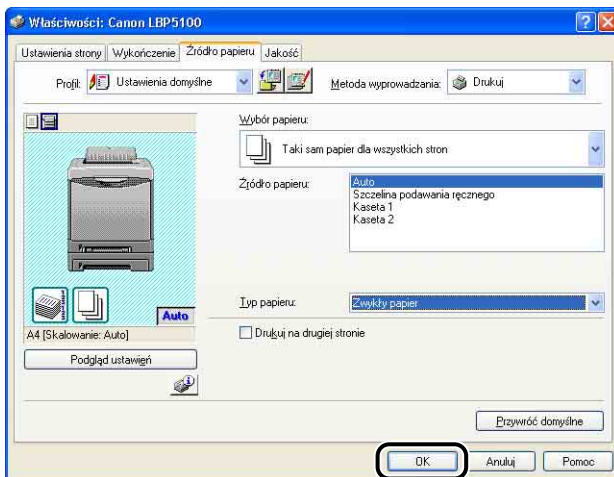 Właściwości: Canon LBP5100
Ustawienia strony Wykończenie Źródło papieru Jakość
Profil: Ustawienia domyślne Metoda wyprowadzania: Drukuj
Wybór papieru:
Taki sam papier dla wszystkich stron
Źródło papieru: Auto
Szczelina podawania ręcznego
Kaseta 1
Kaseta 2
Auto
Typ papieru: Zwykły papier
A4 [Skalowanie: Auto]
Drukuj na drugiej stronie
Podgląd ustawień
Przywróć domyślne
OK Anuluj Pomoc